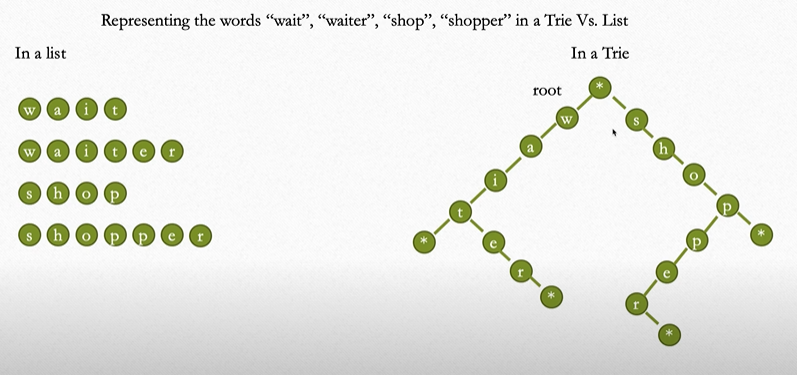 Representing the words “wait”, “waiter”, “shop”, “shopper” in a Trie Vs. List
In a list
In a Trie
root
w a i t
w a i t e r
s h o p
s h o p p e r
*
w s
a h
i o
t p
* e p *
r e
* r
*